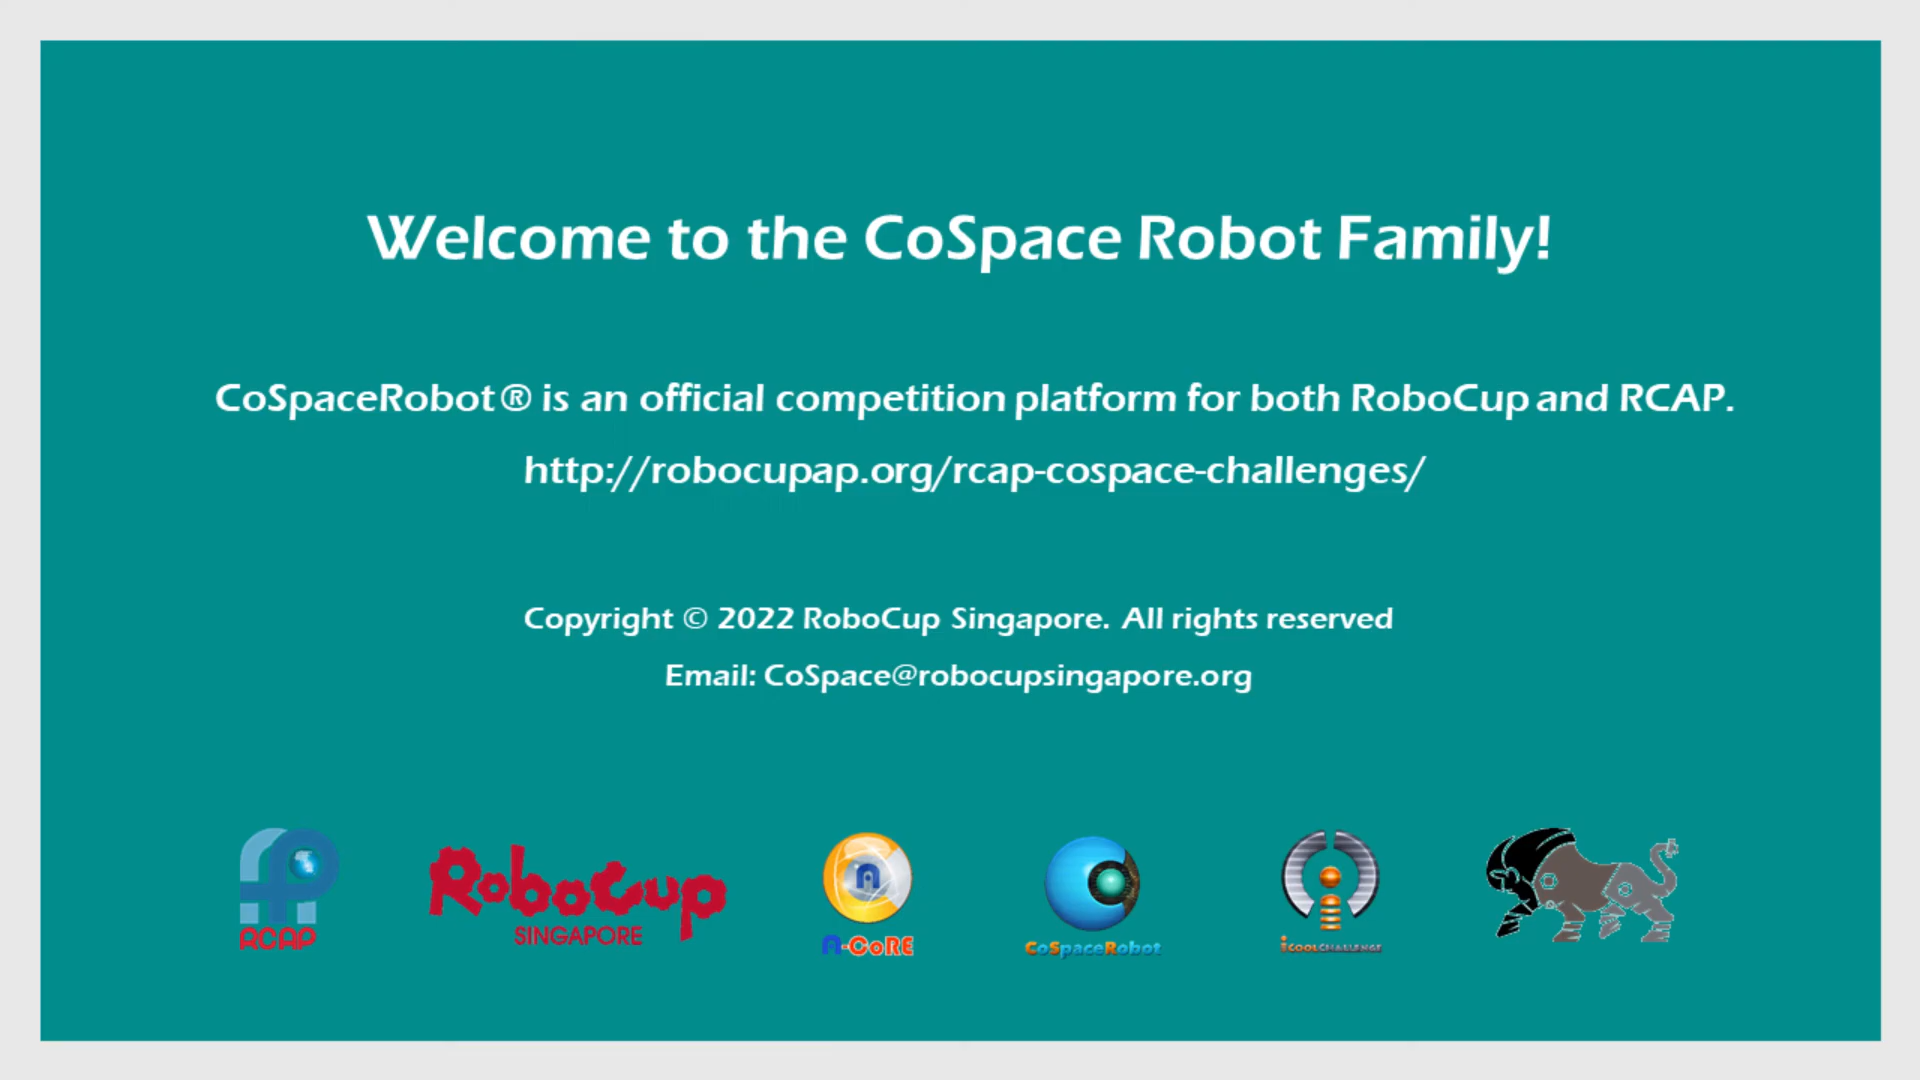 Welcome to the CoSpace Robot Family!
CoSpaceRobot® is an official competition platform for both RoboCup and RCAP.
http://robocupap.org/rcap-cospace-challenges/
Copyright © 2022 RoboCup Singapore. All rights reserved
Email: CoSpace@robocupsingapore.org
RCAP
RoboCup
SINGAPORE
n-CoRE
CoSpaceRobot
iCOOLCHALLENGE